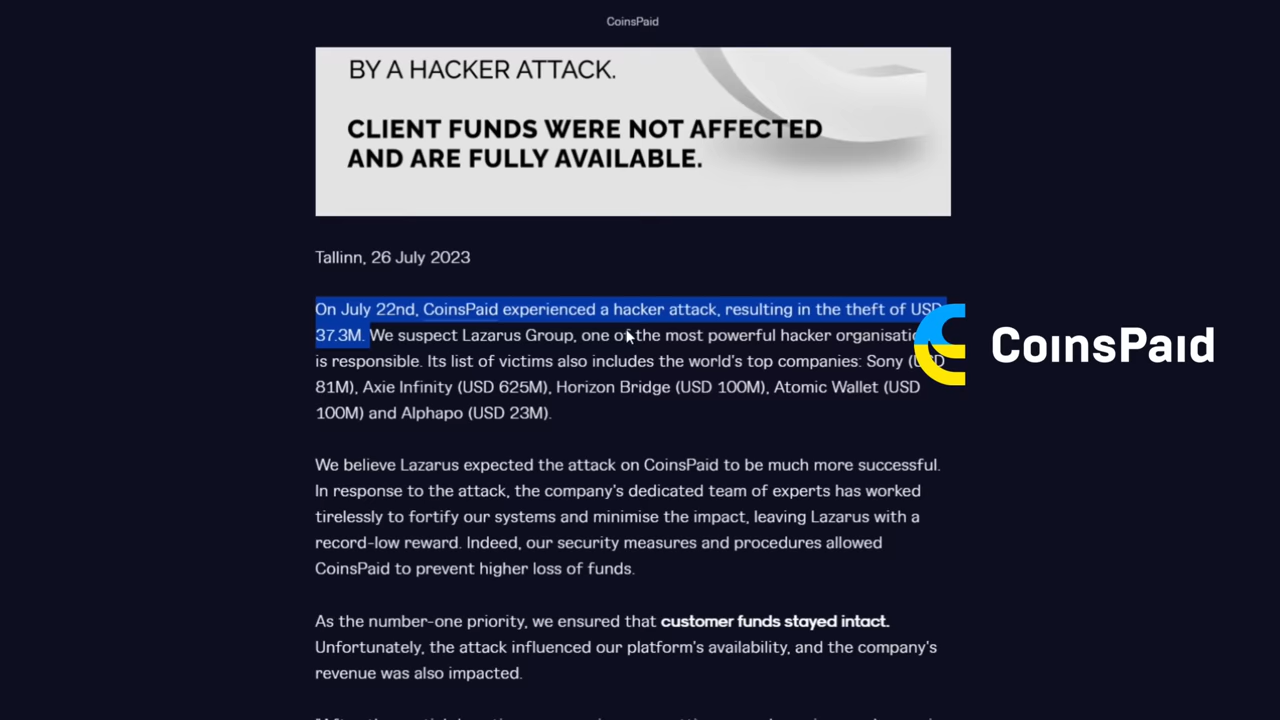 CoinsPaid
BY A HACKER ATTACK.
CLIENT FUNDS WERE NOT AFFECTED
AND ARE FULLY AVAILABLE.
Tallinn, 26 July 2023
On July 22nd, CoinsPaid experienced a hacker attack, resulting in the theft of USD
37.3M. We suspect Lazarus Group, one of the most powerful hacker
is responsible. Its list of victims also includes the world's top companies: Sony (USD
81M), Axie Infinity (USD 625M), Horizon Bridge (USD 100M), Atomic Wallet (USD
100M) and Alphapo (USD 23M).
CoinsPaid
We believe Lazarus expected the attack on CoinsPaid to be much more successful.
In response to the attack, the company's dedicated team of experts has worked
tirelessly to fortify our systems and minimise the impact, leaving Lazarus with a
record-low reward. Indeed, our security measures and procedures allowed
CoinsPaid to prevent higher loss of funds.
As the number-one priority, we ensured that customer funds stayed intact.
Unfortunately, the attack influenced our platform's availability, and the company's
revenue was also impacted.